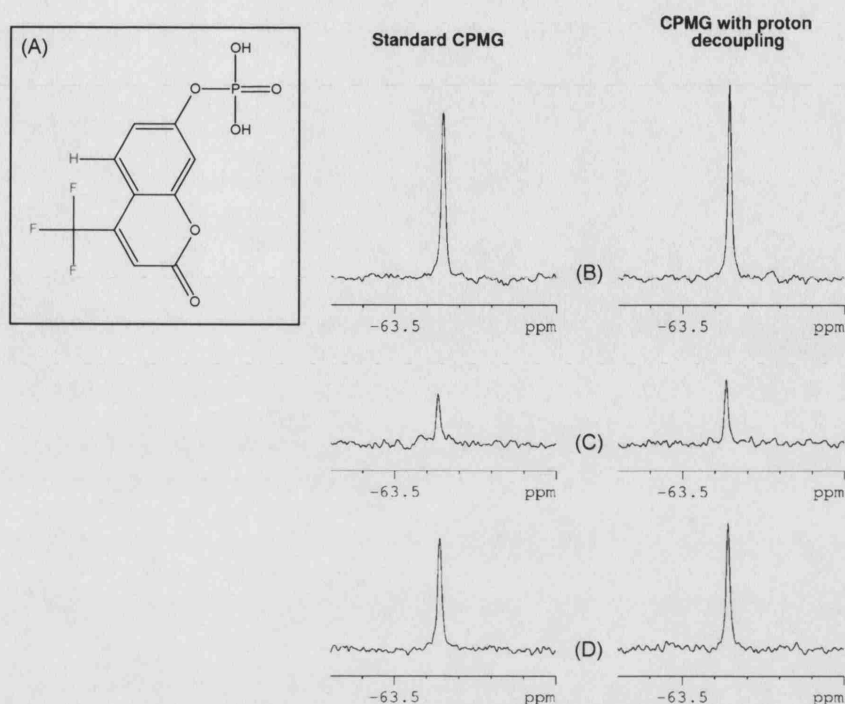 (A)
OH
O
P
O
OH
H
F
F
F
O
O
Standard CPMG
CPMG with proton
decoupling
(B)
-63.5
ppm
-63.5
ppm
(C)
-63.5
ppm
-63.5
ppm
(D)
-63.5
ppm
-63.5
ppm